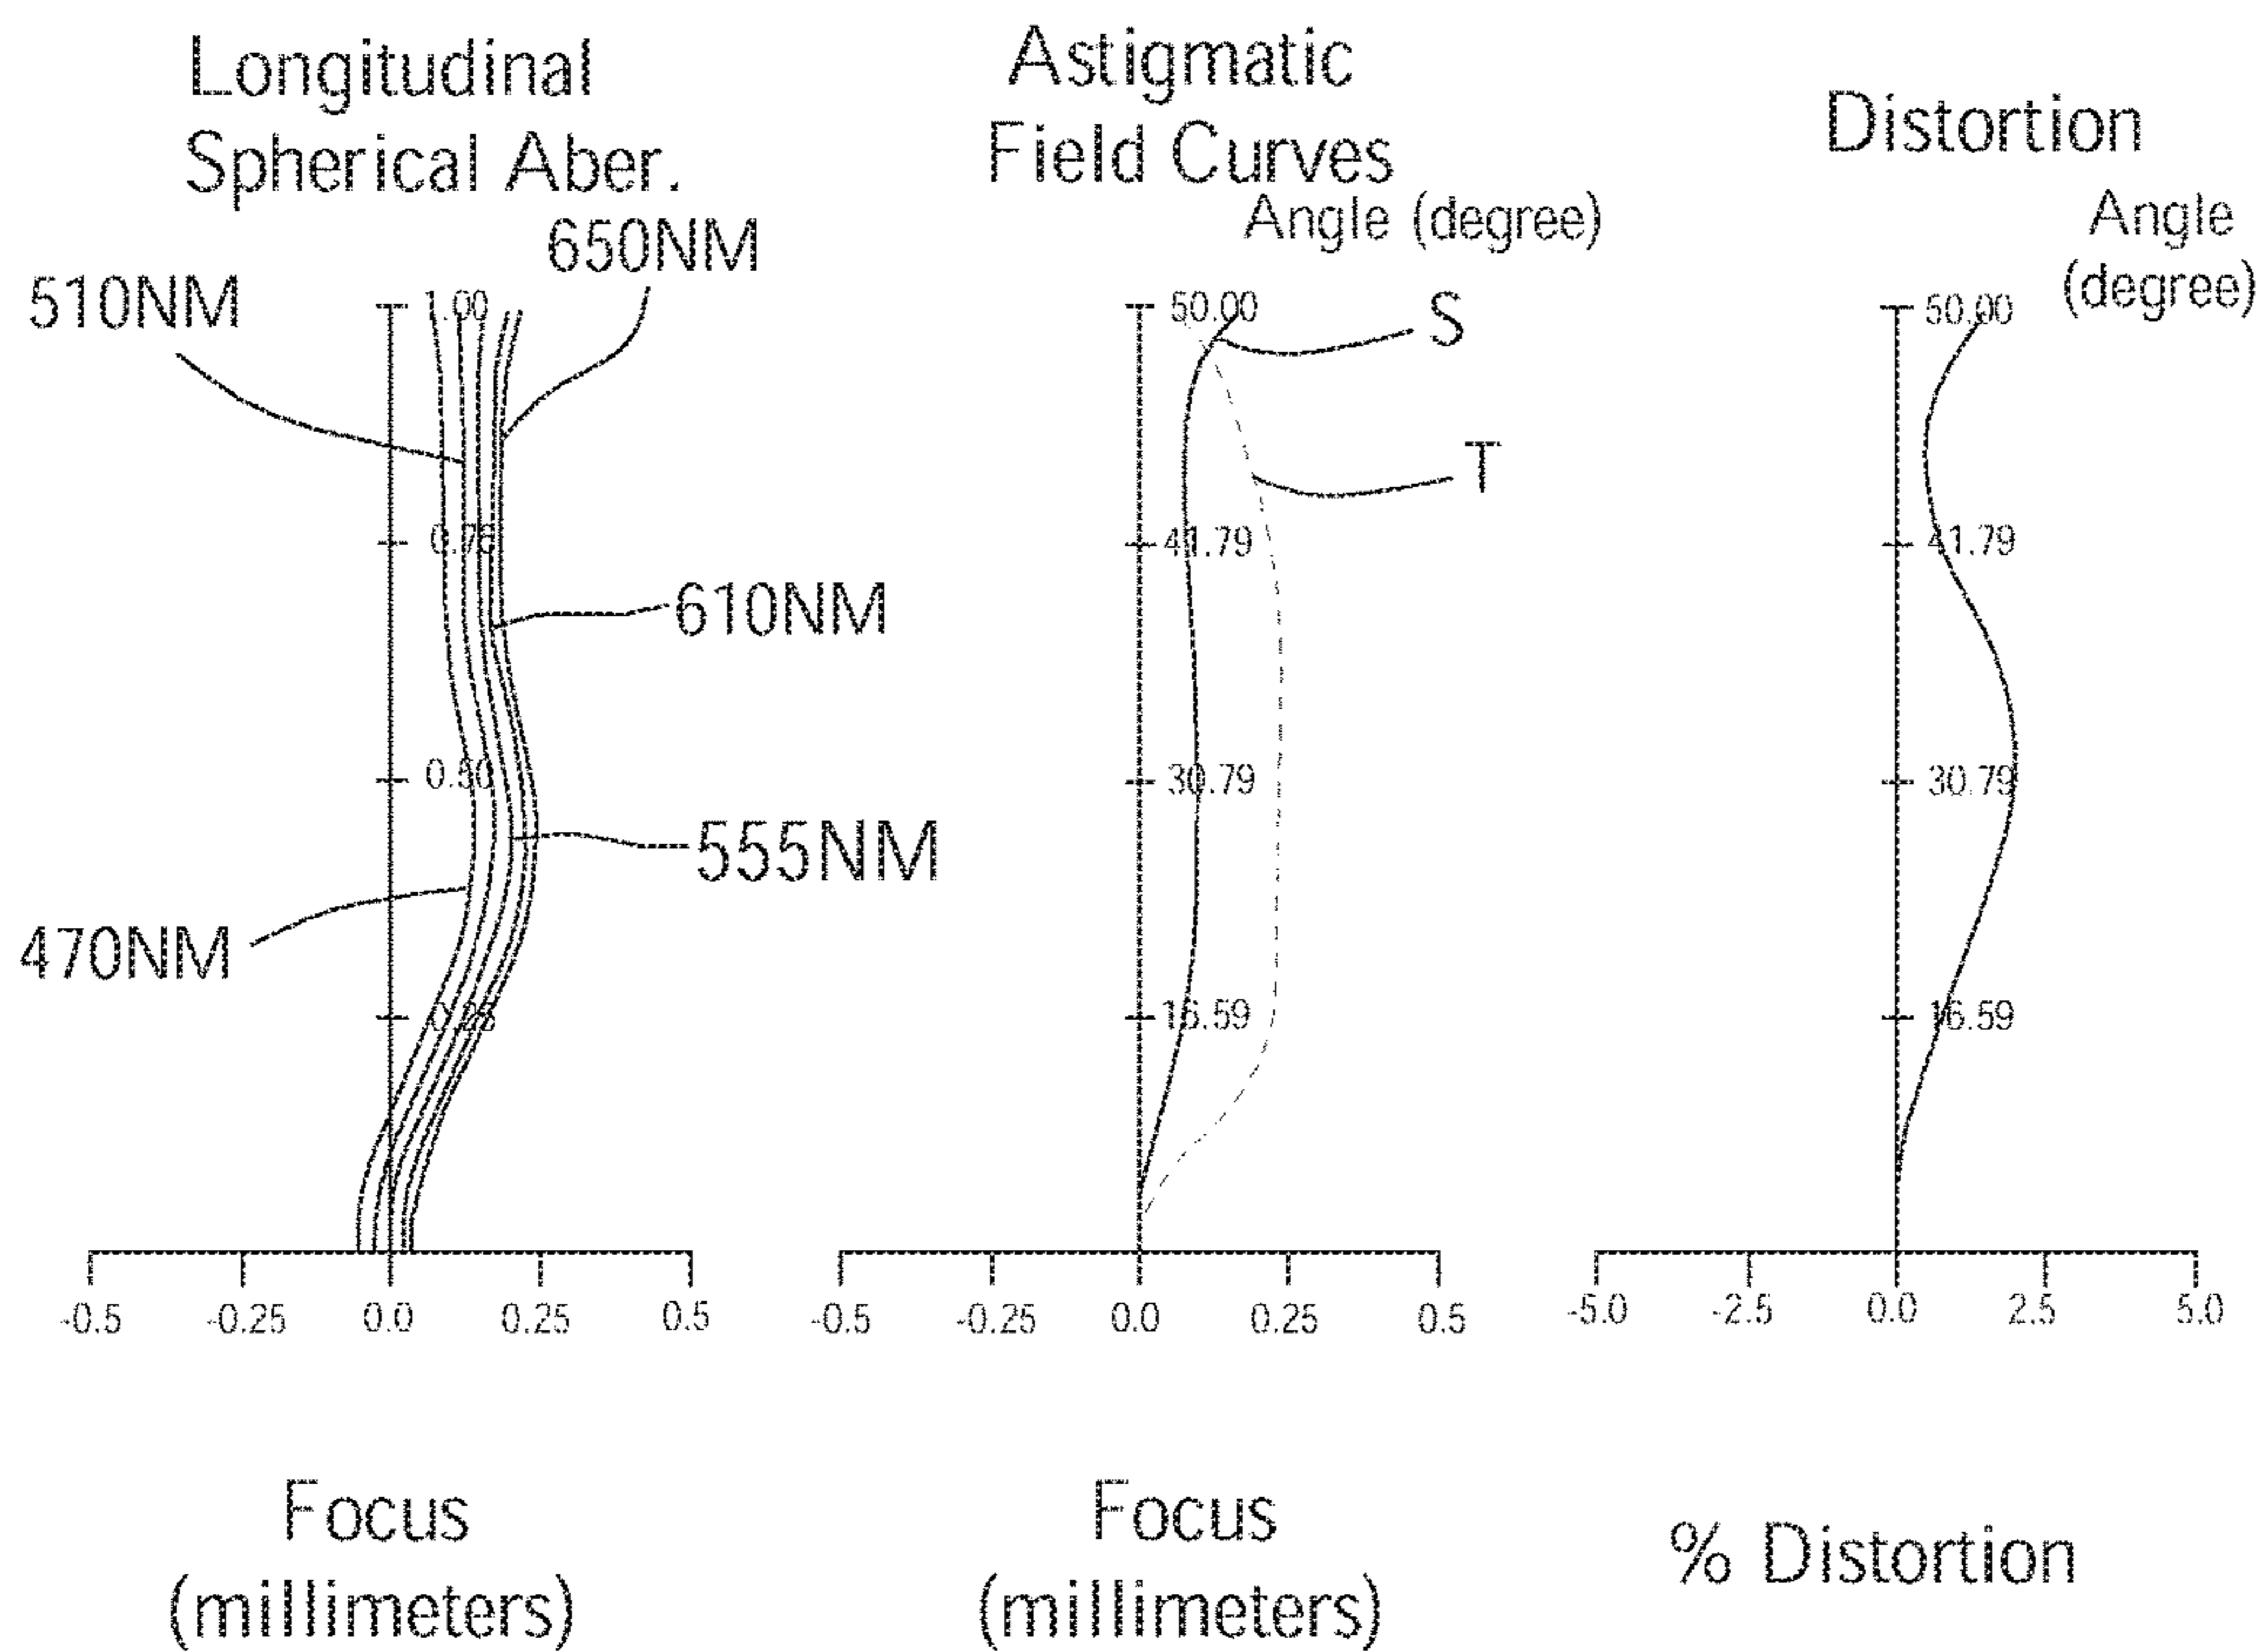 Longitudinal
Spherical Aber.
650NM
510NM
1.00
0.75
610NM
0.50
555NM
470NM
0.25
-0.5
-0.25
0.0
0.25
0.5
Focus
(millimeters)
Astigmatic
Field Curves
Angle (degree)
50.00
S
T
41.79
30.79
16.59
-0.5
-0.25
0.0
0.25
0.5
Focus
(millimeters)
Distortion
Angle
(degree)
50.00
41.79
30.79
16.59
-5.0
-2.5
0.0
2.5
5.0
% Distortion